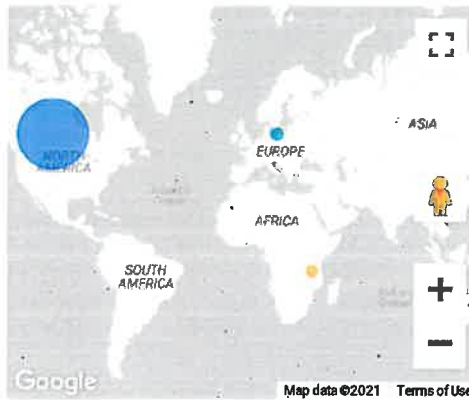 ASIA
NORTH
AMERICA
EUROPE
AFRICA
SOUTH
AMERICA
Google
Map data ©2021 Terms of Use